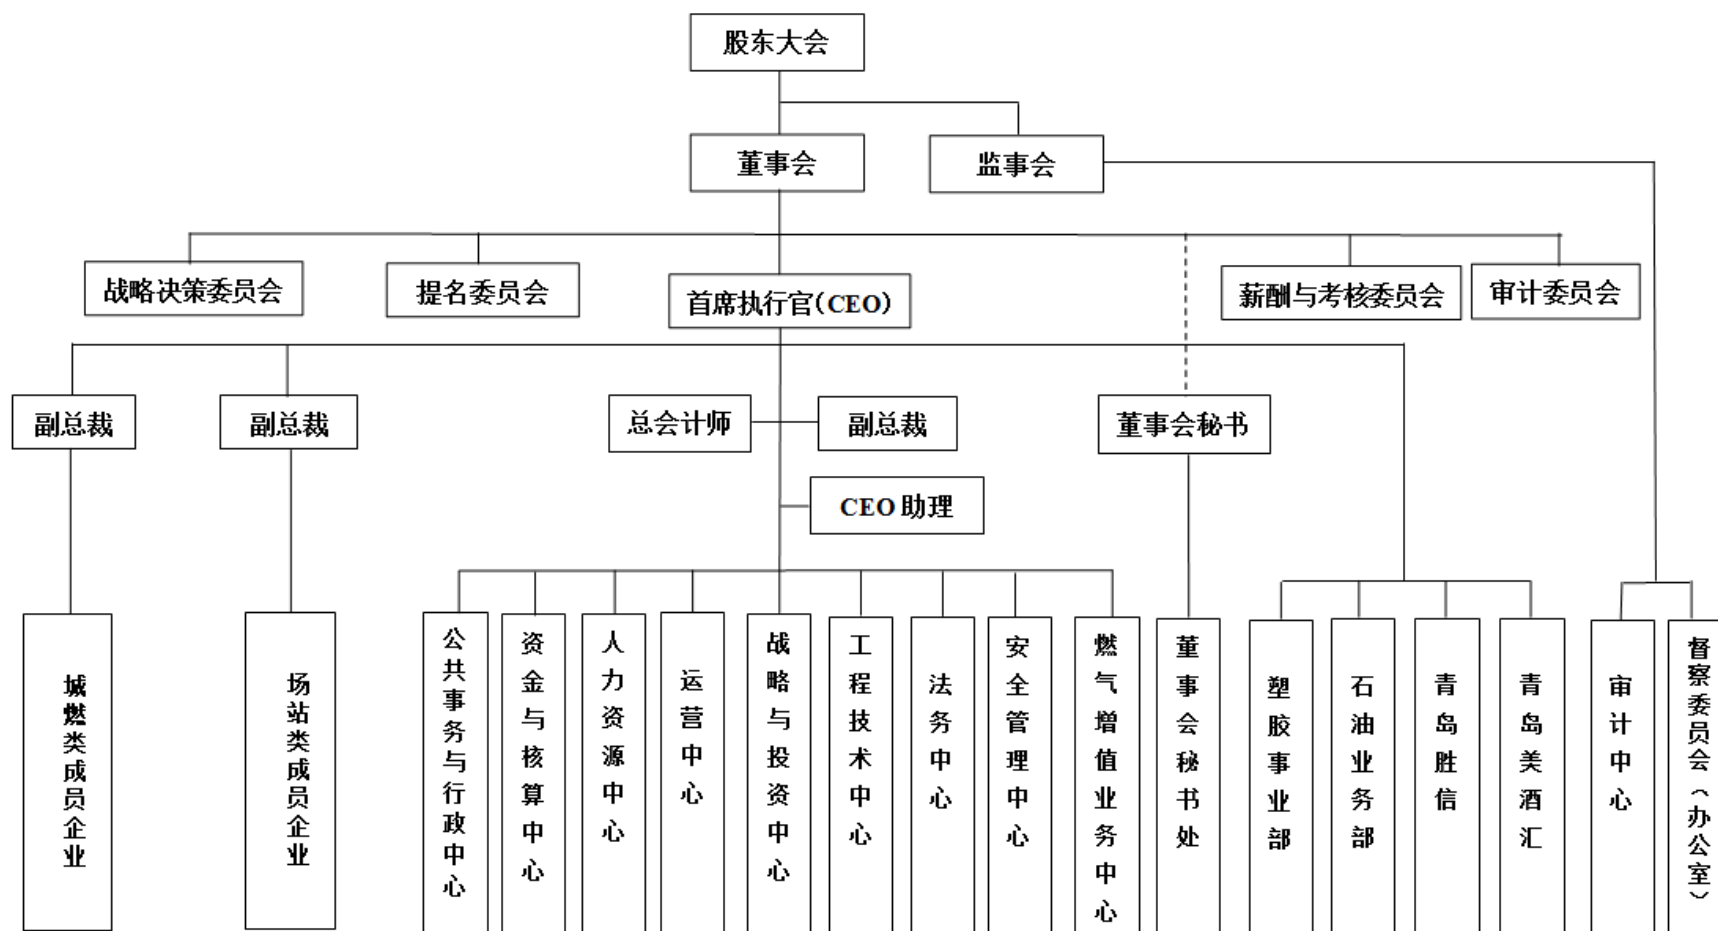 股东大会
董事会
监事会
战略决策委员会
提名委员会
首席执行官(CEO)
薪酬与考核委员会
审计委员会
副总裁
副总裁
总会计师
副总裁
董事会秘书
CEO 助理
城燃类成员企业
场站类成员企业
公共事务与行政中心
资金与核算中心
人力资源中心
运营中心
战略与投资中心
工程技术中心
法务中心
安全管理中心
燃气增值业务中心
董事会秘书处
塑胶事业部
石油业务部
青岛胜信
青岛美酒汇
审计中心
督察委员会（办公室）